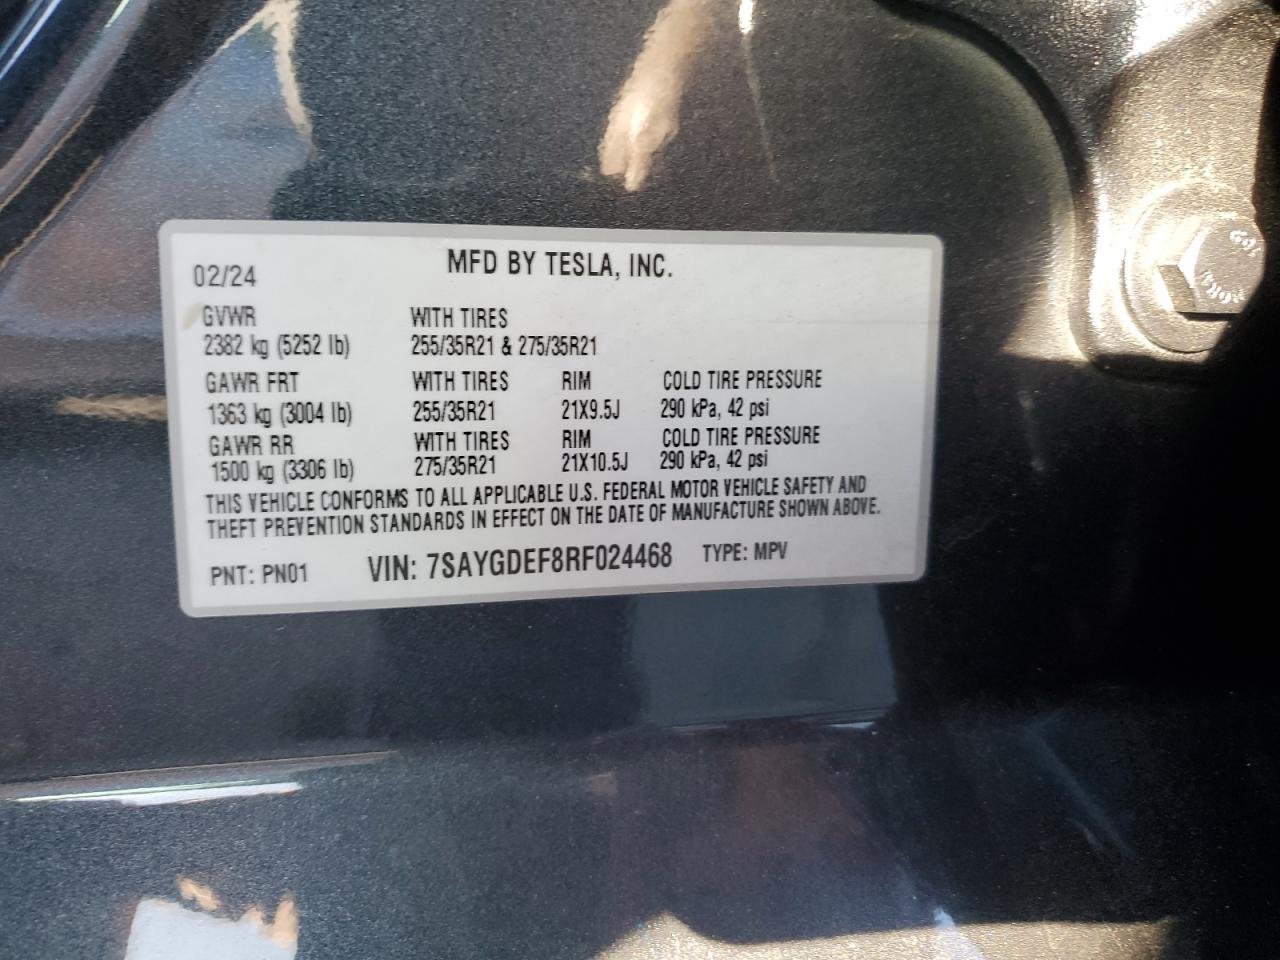 MFD BY TESLA, INC.
02/24
GVWR WITH TIRES
2382 kg (5252 lb) 255/35R21 & 275/35R21
GAWR FRT WITH TIRES RIM COLD TIRE PRESSURE
1363 kg (3004 lb) 255/35R21 21X9.5J 290 kPa, 42 psi
GAWR RR WITH TIRES RIM COLD TIRE PRESSURE
1500 kg (3306 lb) 275/35R21 21X10.5J 290 kPa, 42 psi
THIS VEHICLE CONFORMS TO ALL APPLICABLE U.S. FEDERAL MOTOR VEHICLE SAFETY AND
THEFT PREVENTION STANDARDS IN EFFECT ON THE DATE OF MANUFACTURE SHOWN ABOVE.
PNT: PN01 VIN: 7SAYGDEF8RF024468 TYPE: MPV